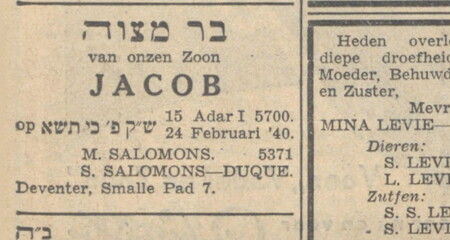 בר מצוה
van onzen Zoon
JACOB
op ש״ק פ׳ כי תשא 15 Adar I 5700.
24 Februari '40.
M. SALOMONS. 5371
S. SALOMONS—DUQUE.
Deventer, Smalle Pad 7.
ב״ה
Heden overl
diepe droefhei
Moeder, Behuwd
en Zuster,
Mevr
MINA LEVIE—
Dieren:
S. LEVI
L. LEVI
Zutfen:
S. S. LE
S. LEVI